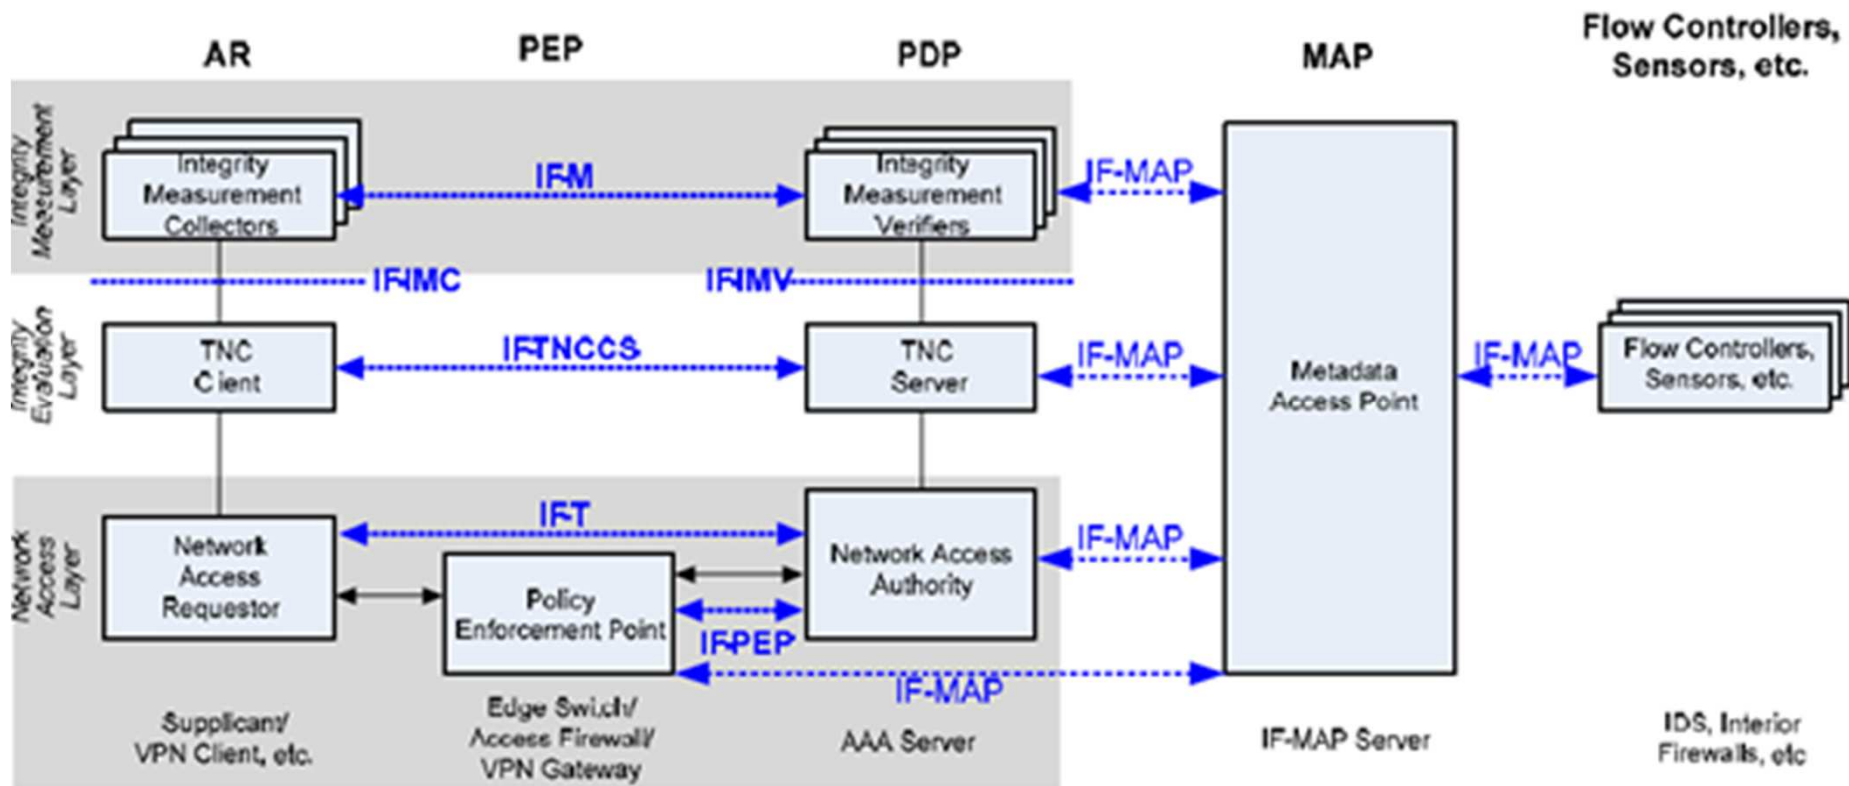 AR
PEP
PDP
MAP
Flow Controllers,
Sensors, etc.
Integrity
Measurement
Layer
Integrity
Measurement
Collectors
IF-M
Integrity
Measurement
Verifiers
IF-MAP
IF-IMC
IF-IMV
Integrity
Evaluation
Layer
TNC
Client
IF-TNCCS
TNC
Server
IF-MAP
Metadata
Access Point
IF-MAP
Flow Controllers,
Sensors, etc.
Network
Access
Layer
Network
Access
Requestor
IF-T
Policy
Enforcement Point
Network Access
Authority
IF-MAP
IF-PEP
IF-MAP
Supplicant/
VPN Client, etc.
Edge Switch/
Access Firewall/
VPN Gateway
AAA Server
IF-MAP Server
IDS, Interior
Firewalls, etc